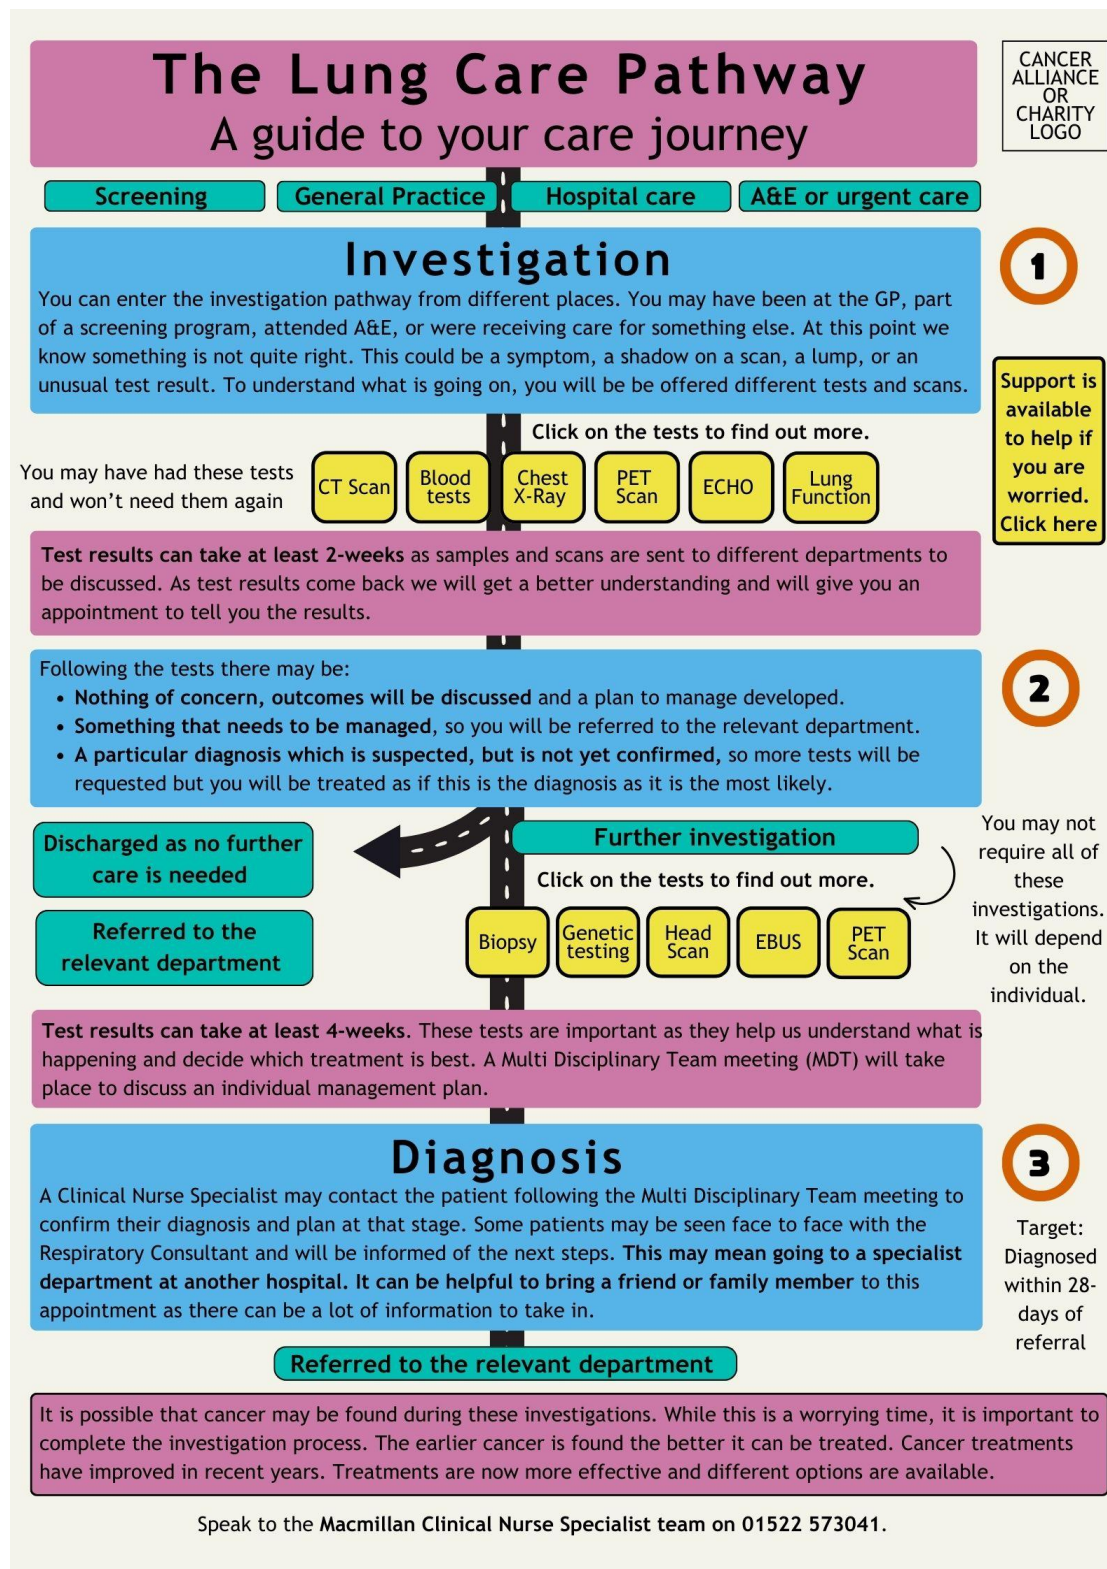 The Lung Care Pathway
A guide to your care journey
CANCER
ALLIANCE
OR
CHARITY
LOGO
Screening
General Practice
Hospital care
A&E or urgent care
Investigation
1
You can enter the investigation pathway from different places. You may have been at the GP, part
of a screening program, attended A&E, or were receiving care for something else. At this point we
know something is not quite right. This could be a symptom, a shadow on a scan, a lump, or an
unusual test result. To understand what is going on, you will be be offered different tests and scans.
Support is
available
to help if
you are
worried.
Click here
Click on the tests to find out more.
You may have had these tests
and won't need them again
CT Scan
Blood
tests
Chest
X-Ray
PET
Scan
ECHO
Lung
Function
Test results can take at least 2-weeks as samples and scans are sent to different departments to
be discussed. As test results come back we will get a better understanding and will give you an
appointment to tell you the results.
2
Following the tests there may be:
• Nothing of concern, outcomes will be discussed and a plan to manage developed.
• Something that needs to be managed, so you will be referred to the relevant department.
• A particular diagnosis which is suspected, but is not yet confirmed, so more tests will be
requested but you will be treated as if this is the diagnosis as it is the most likely.
Discharged as no further
care is needed
Referred to the
relevant department
Further investigation
Click on the tests to find out more.
You may not
require all of
these
investigations.
It will depend
on the
individual.
Biopsy
Genetic
testing
Head
Scan
EBUS
PET
Scan
Test results can take at least 4-weeks. These tests are important as they help us understand what is
happening and decide which treatment is best. A Multi Disciplinary Team meeting (MDT) will take
place to discuss an individual management plan.
Diagnosis
3
A Clinical Nurse Specialist may contact the patient following the Multi Disciplinary Team meeting to
confirm their diagnosis and plan at that stage. Some patients may be seen face to face with the
Respiratory Consultant and will be informed of the next steps. This may mean going to a specialist
department at another hospital. It can be helpful to bring a friend or family member to this
appointment as there can be a lot of information to take in.
Target:
Diagnosed
within 28-
days of
referral
Referred to the relevant department
It is possible that cancer may be found during these investigations. While this is a worrying time, it is important to
complete the investigation process. The earlier cancer is found the better it can be treated. Cancer treatments
have improved in recent years. Treatments are now more effective and different options are available.
Speak to the Macmillan Clinical Nurse Specialist team on 01522 573041.